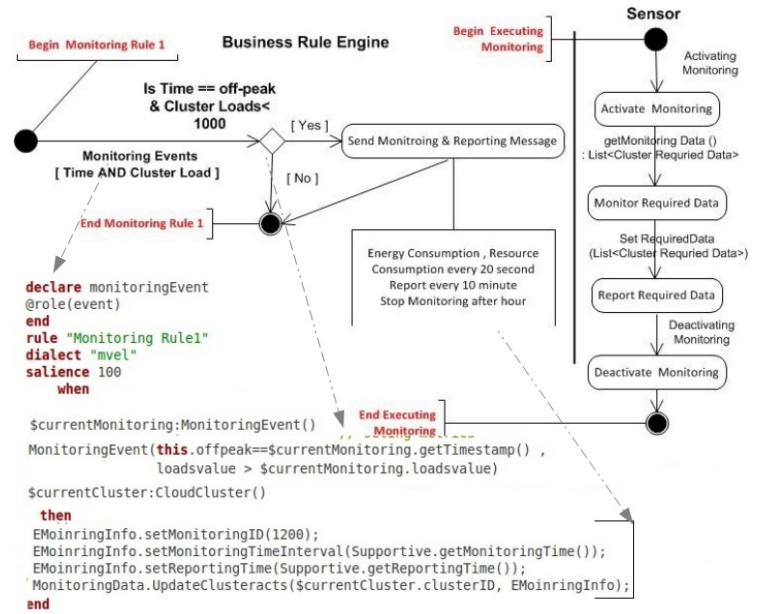 Begin Monitoring Rule 1
Business Rule Engine
Is Time == off-peak
& Cluster Loads<
1000
[ Yes ]
Send Monitroing & Reporting Message
Monitoring Events
[ Time AND Cluster Load ]
[ No ]
End Monitoring Rule 1
Energy Consumption , Resource
Consumption every 20 second
Report every 10 minute
Stop Monitoring after hour
Sensor
Begin Executing
Monitoring
Activating
Monitoring
Activate Monitoring
getMonitoring Data ()
: List<Cluster Requried Data>
Monitor Required Data
Set RequiredData
(List<Cluster Requried Data>)
Report Required Data
Deactivating
Monitoring
Deactivate Monitoring
End Executing
Monitoring
declare monitoringEvent
@role(event)
end
rule "Monitoring Rule1"
dialect "mvel"
salience 100
when
$currentMonitoring:MonitoringEvent()
MonitoringEvent(this.offpeak==$currentMonitoring.getTimestamp() ,
loadsvalue > $currentMonitoring.loadsvalue)
$currentCluster:CloudCluster()
then
EMoinringInfo.setMonitoringID(1200);
EMoinringInfo.setMonitoringTimeInterval(Supportive.getMonitoringTime());
EMoinringInfo.setReportingTime(Supportive.getReportingTime());
MonitoringData.UpdateClusteracts($currentCluster.clusterID, EMoinringInfo);
end